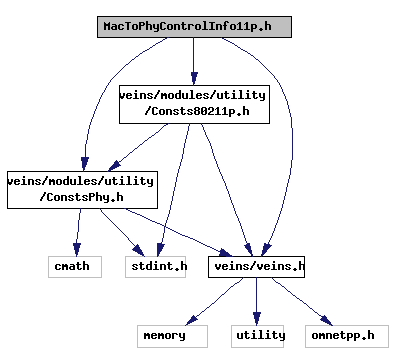 MacToPhyControlInfo11p.h
veins/modules/utility
/Consts80211p.h
veins/modules/utility
/ConstsPhy.h
cmath
stdint.h
veins/veins.h
memory
utility
omnetpp.h